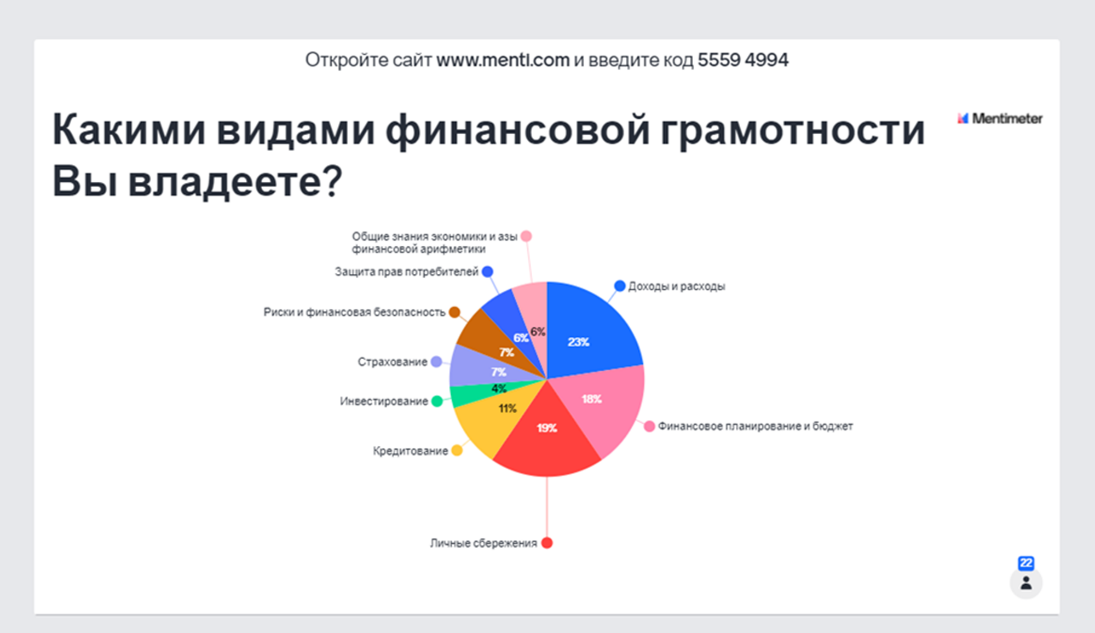 Откройте сайт www.menti.com и введите код 5559 4994
Какими видами финансовой грамотности
Вы владеете?
Mentimeter
Общие знания экономики и азы
финансовой арифметики
Защита прав потребителей
Риски и финансовая безопасность
Страхование
Инвестирование
Кредитование
Личные сбережения
Доходы и расходы
Финансовое планирование и бюджет
23%
18%
19%
11%
4%
7%
7%
6%
6%
22